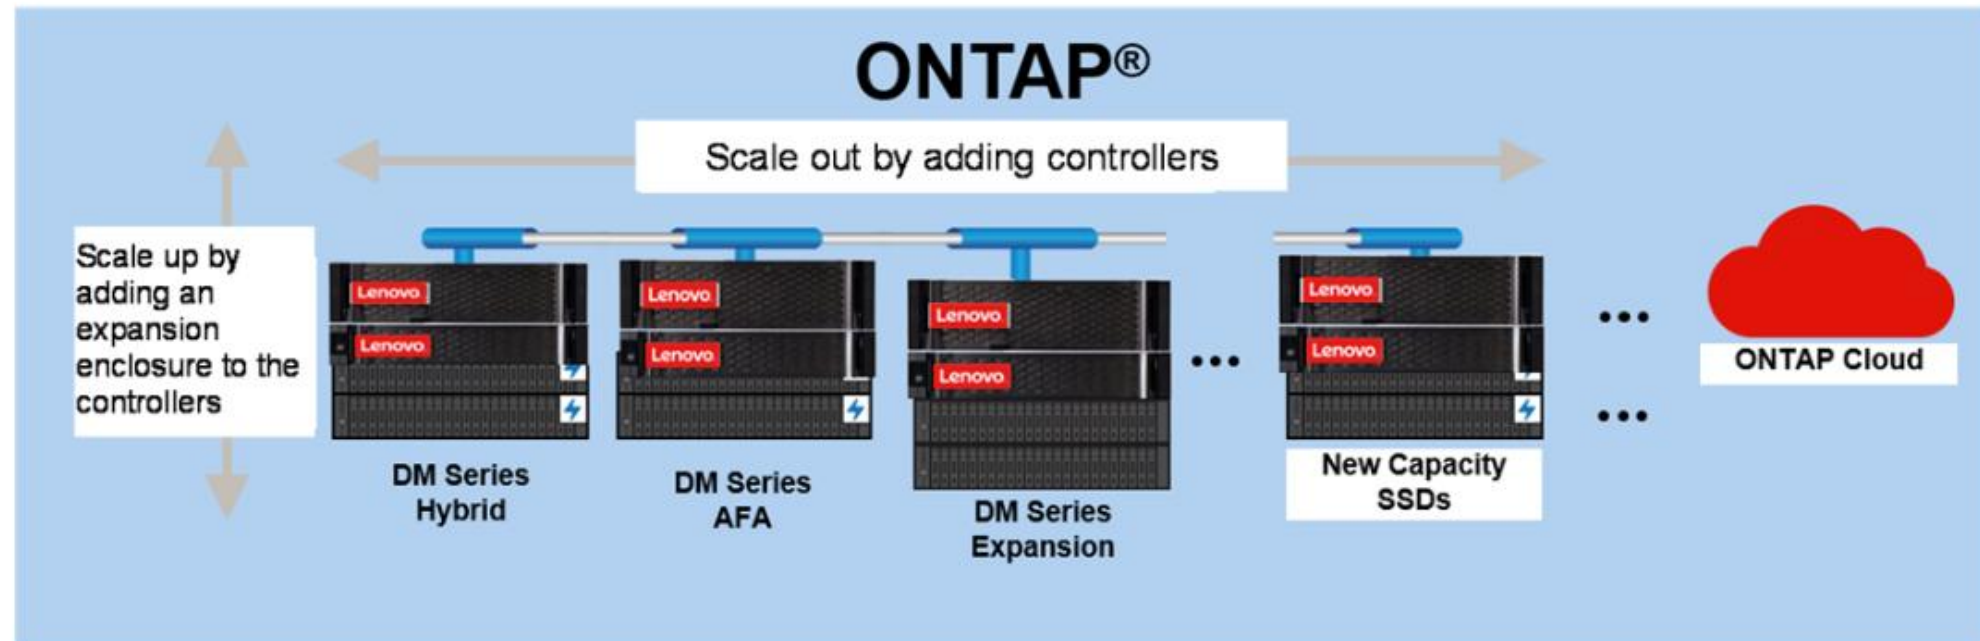 ONTAP®
Scale out by adding controllers
Scale up by
adding an
expansion
enclosure to the
controllers
Lenovo
Lenovo
Lenovo
Lenovo
Lenovo
Lenovo
Lenovo
Lenovo
...
...
...
ONTAP Cloud
DM Series
Hybrid
DM Series
AFA
DM Series
Expansion
New Capacity
SSDs